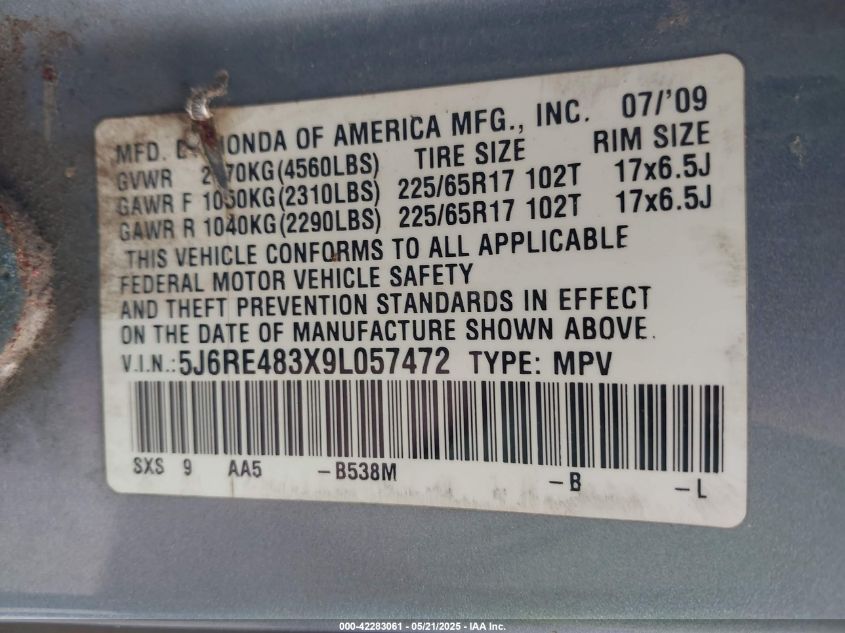 MFD. HONDA OF AMERICA MFG., INC. 07/'09
GVWR (4560LBS) TIRE SIZE RIM SIZE
GAWR F 1050KG(2310LBS) 225/65R17 102T 17x6.5J
GAWR R 1040KG(2290LBS) 225/65R17 102T 17x6.5J
THIS VEHICLE CONFORMS TO ALL APPLICABLE
FEDERAL MOTOR VEHICLE SAFETY
AND THEFT PREVENTION STANDARDS IN EFFECT
ON THE DATE OF MANUFACTURE SHOWN ABOVE.
V.I.N.:5J6RE483X9L057472 TYPE: MPV
SXS 9 AA5 -B538M -B -L
000-42283061 - 05/21/2025 - IAA Inc.